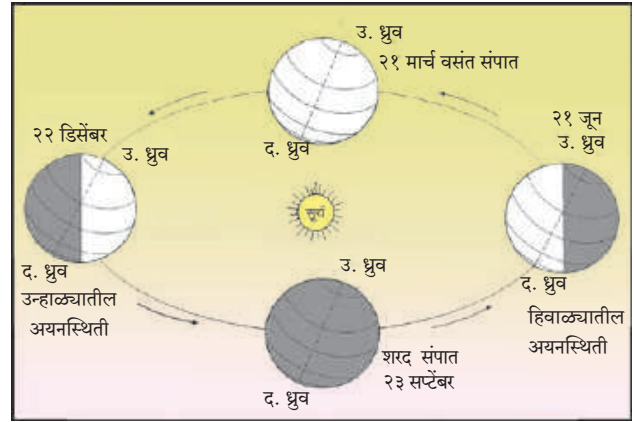 उ. ध्रुव
२१ मार्च वसंत संपात
द. ध्रुव
२२ डिसेंबर
उ. ध्रुव
द. ध्रुव
उन्हाळ्यातील
अयनस्थिती
सूर्य
२१ जून
उ. ध्रुव
द. ध्रुव
हिवाळ्यातील
अयनस्थिती
उ. ध्रुव
शरद संपात
२३ सप्टेंबर
द. ध्रुव